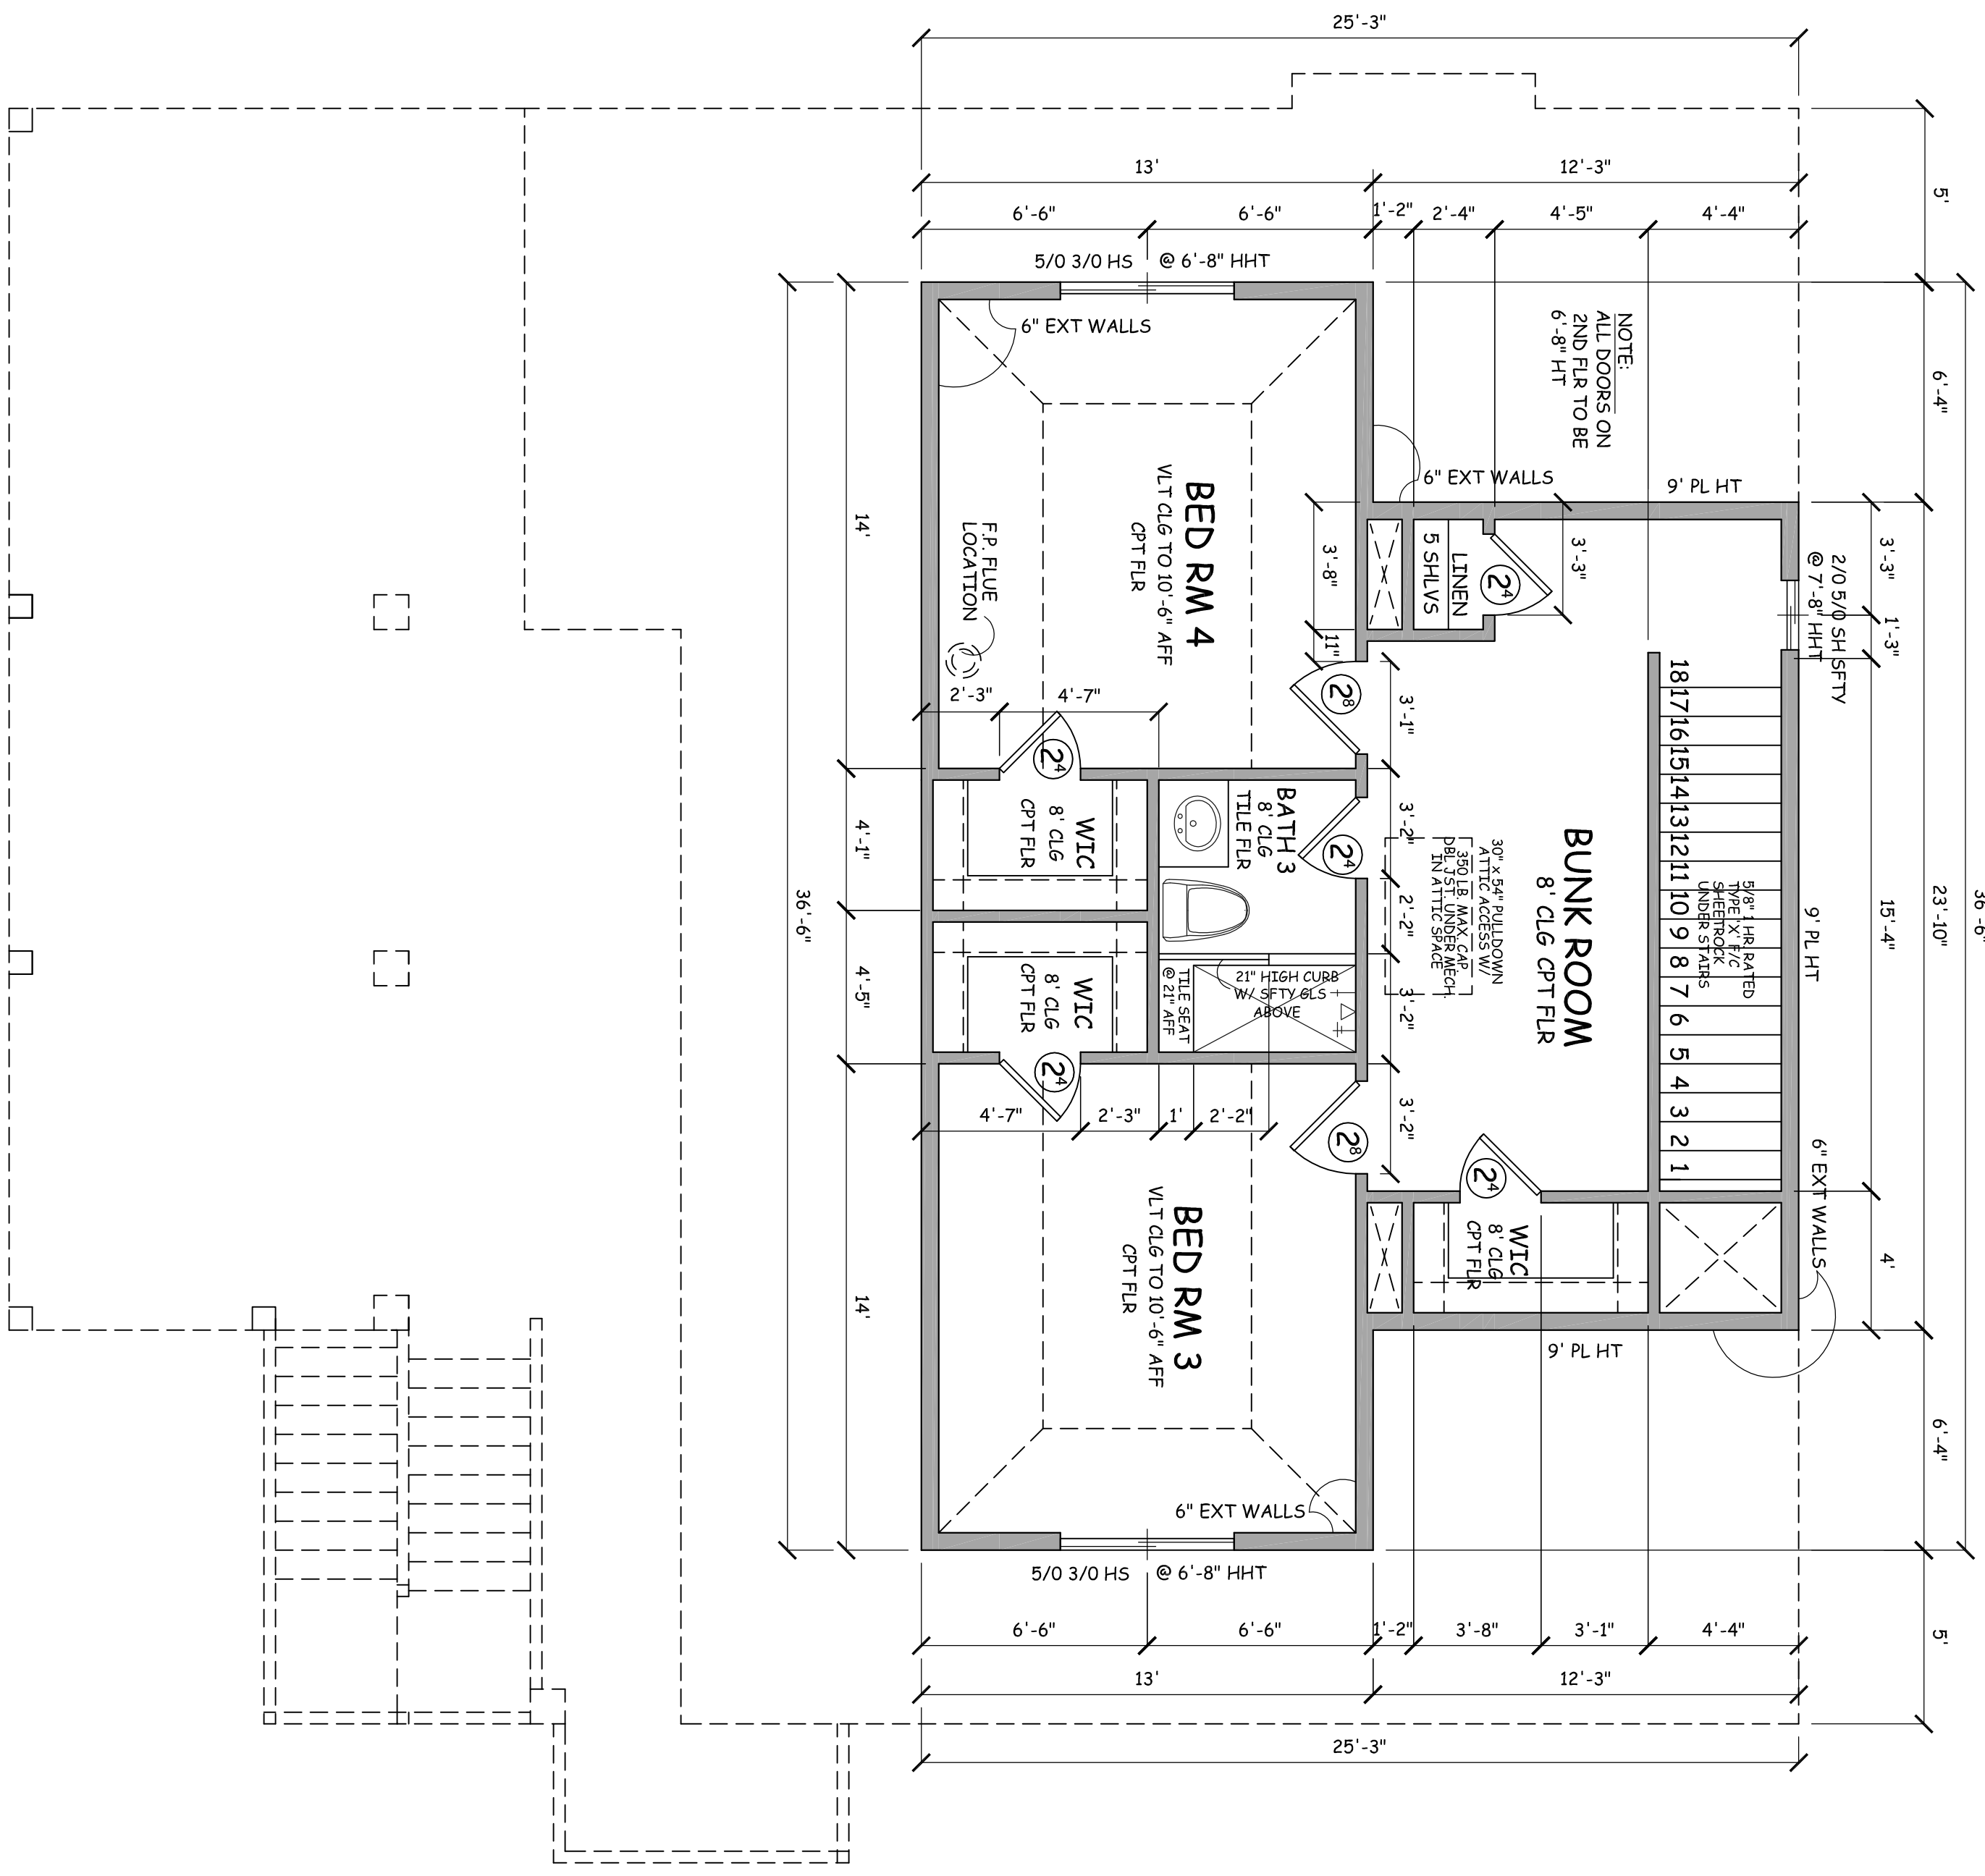 25'-3"
13'
12'-3"
6'-6"
6'-6"
1'-2"
2'-4"
4'-5"
4'-4"
5/0 3/0 HS
@ 6'-8" HHT
6" EXT WALLS
NOTE:
ALL DOORS ON
2ND FLR TO BE
6'-8" HT
6" EXT WALLS
9' PL HT
5'
6'-4"
36'-6"
23'-10"
6'-4"
5'
3'-3"
1'-3"
15'-4"
4'
2/0 5/0 SH SFTY
@ 7'-8" HHT
9' PL HT
6" EXT WALLS
BED RM 4
VLT CLG TO 10'-6" AFF
CPT FLR
F.P. FLUE
LOCATION
3'-8"
11"
LINEN
5 SHLVS
3'-3"
24
28
3'-1"
2'-3"
4'-7"
24
14'
4'-1"
4'-5"
14'
36'-6"
WIC
8' CLG
CPT FLR
BATH 3
8' CLG
TILE FLR
24
3'-2"
2'-2"
3'-2"
3'-2"
30" x 54" PULLDOWN
ATTIC ACCESS W/
350 LB. MAX. CAP.
DBL JST. UNDER MECH.
IN ATTIC SPACE
BUNK ROOM
8' CLG CPT FLR
5/8" 1 HR. RATED
TYPE 'X' F/C
SHEETROCK
UNDER STAIRS
18
17
16
15
14
13
12
11
10
9
8
7
6
5
4
3
2
1
WIC
8' CLG
CPT FLR
24
TILE SEAT
@ 21" AFF
21" HIGH CURB
W/ SFTY GLS
ABOVE
4'-7"
2'-3"
1'
2'-2"
28
24
WIC
8' CLG
CPT FLR
BED RM 3
VLT CLG TO 10'-6" AFF
CPT FLR
9' PL HT
6" EXT WALLS
5/0 3/0 HS
@ 6'-8" HHT
6'-6"
6'-6"
1'-2"
3'-8"
3'-1"
4'-4"
13'
12'-3"
25'-3"